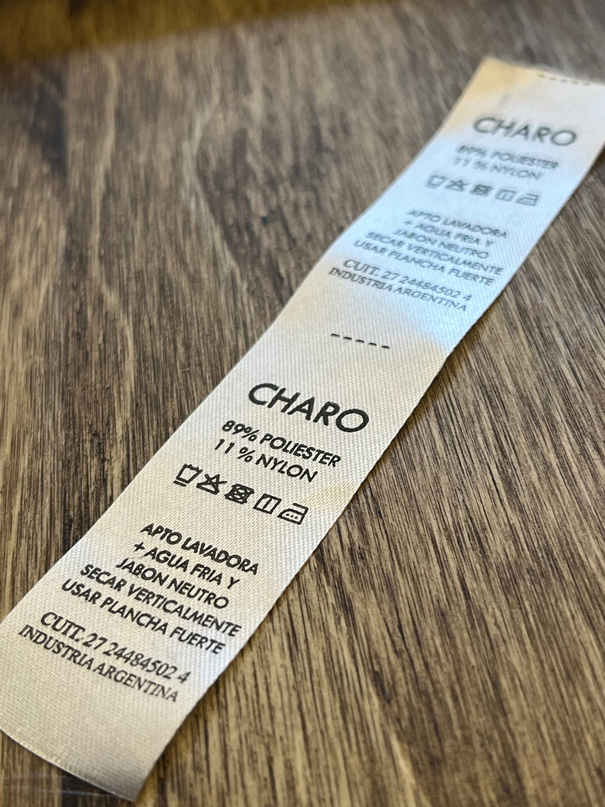 CHARO
89% POLIESTER
11 % NYLON
APTO LAVADORA
+ AGUA FRIA Y
JABON NEUTRO
SECAR VERTICALMENTE
USAR PLANCHA FUERTE
CUIT. 27 24484502 4
INDUSTRIA ARGENTINA
CHARO
89% POLIESTER
11 % NYLON
APTO LAVADORA
+ AGUA FRIA Y
JABON NEUTRO
SECAR VERTICALMENTE
USAR PLANCHA FUERTE
CUIT. 27 24484502 4
INDUSTRIA ARGENTINA